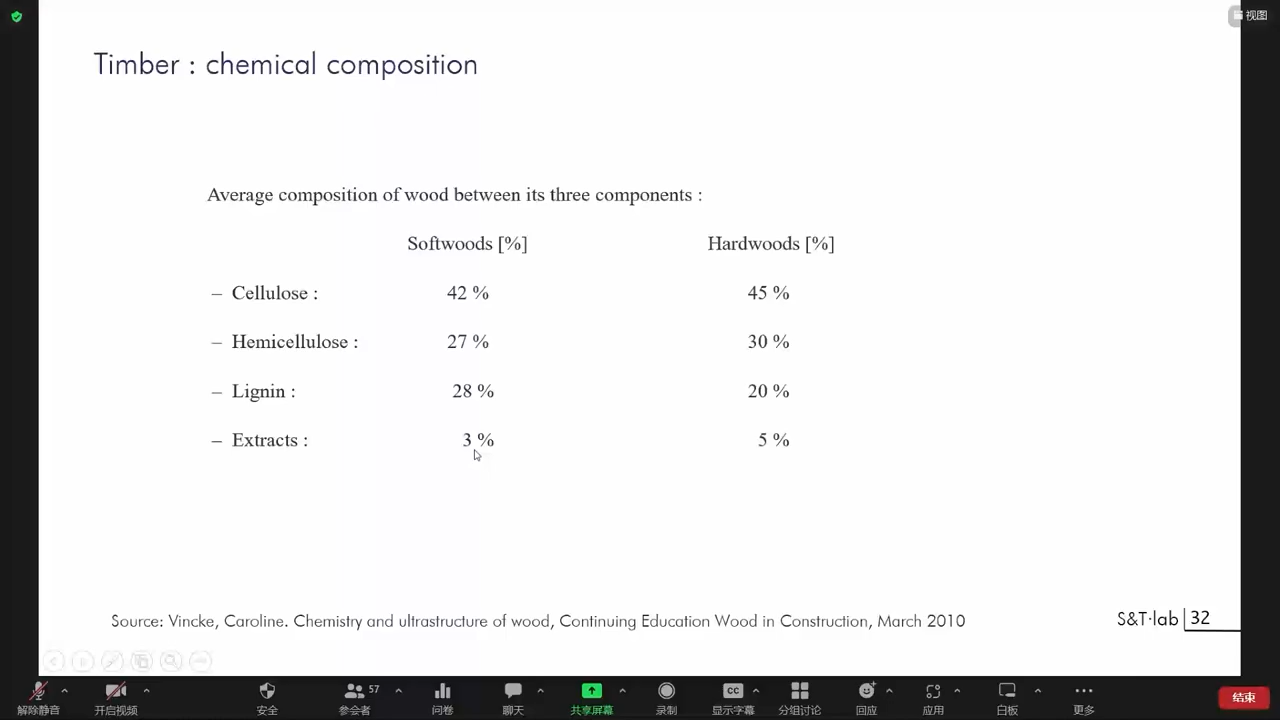 视图
Timber : chemical composition
Average composition of wood between its three components :
Softwoods [%] Hardwoods [%]
– Cellulose : 42 % 45 %
– Hemicellulose : 27 % 30 %
– Lignin : 28 % 20 %
– Extracts : 3 % 5 %
Source: Vincke, Caroline. Chemistry and ultrastructure of wood, Continuing Education Wood in Construction, March 2010
S&T·lab 32
57
CC
解除静音 开启视频 安全 参会者 问卷 聊天 共享屏幕 录制 显示字幕 分组讨论 回应 应用 白板 更多 结束